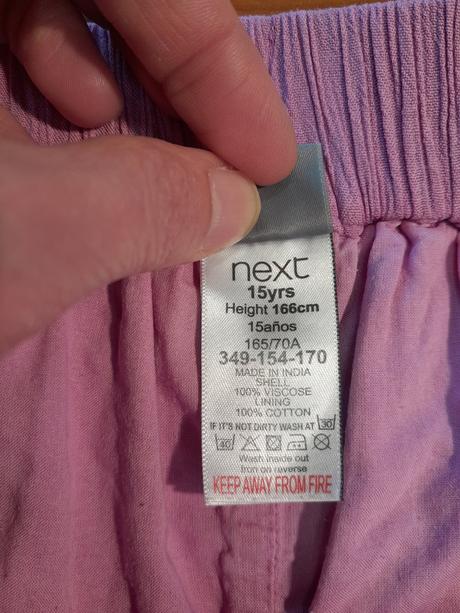 next
15yrs
Height 166cm
15años
165/70A
349-154-170
MADE IN INDIA
SHELL
100% VISCOSE
LINING
100% COTTON
IF IT'S NOT DIRTY WASH AT 30
40
Wash inside out
Iron on reverse
KEEP AWAY FROM FIRE